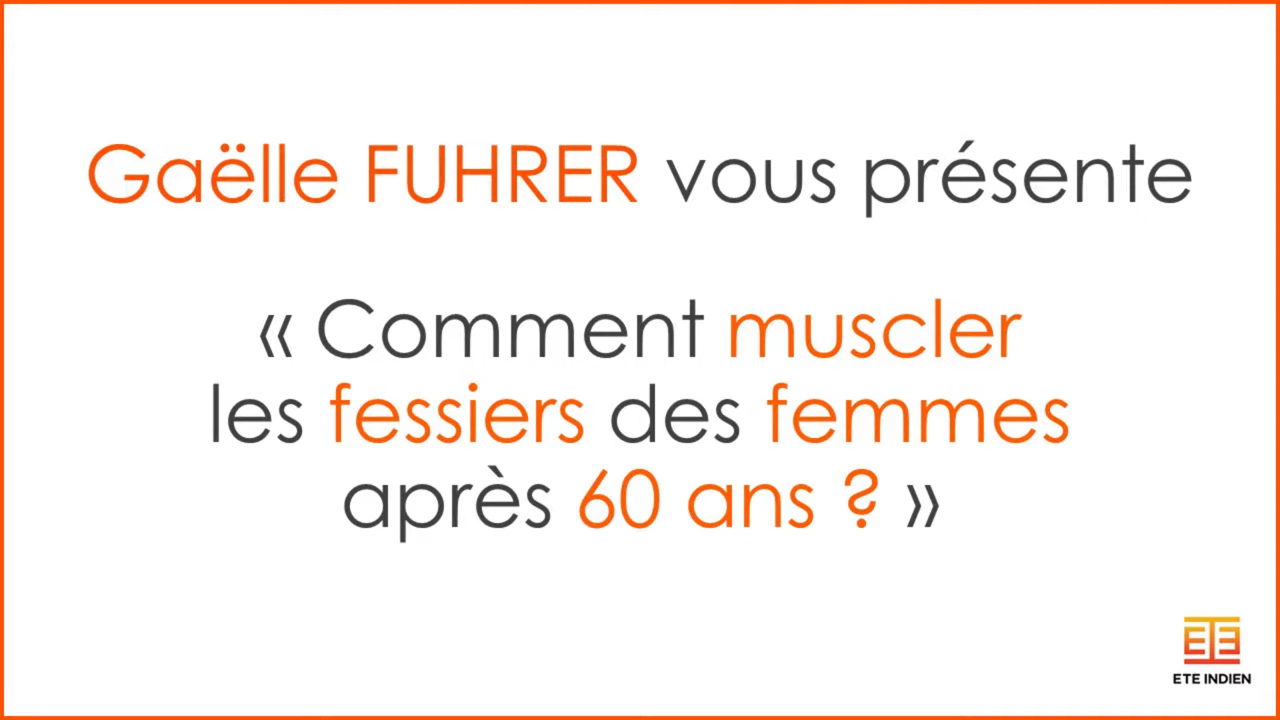 Gaëlle FUHRER vous présente
« Comment muscler
les fessiers des femmes
après 60 ans ? »
ETE INDIEN